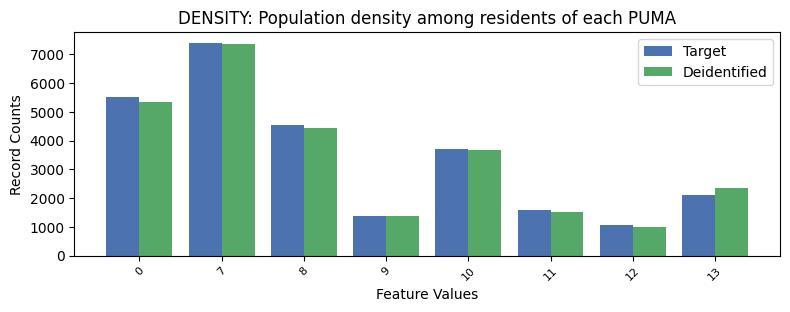 DENSITY: Population density among residents of each PUMA
Target
Deidentified
Record Counts
7000
6000
5000
4000
3000
2000
1000
0
0 7 8 9 10 11 12 13
Feature Values